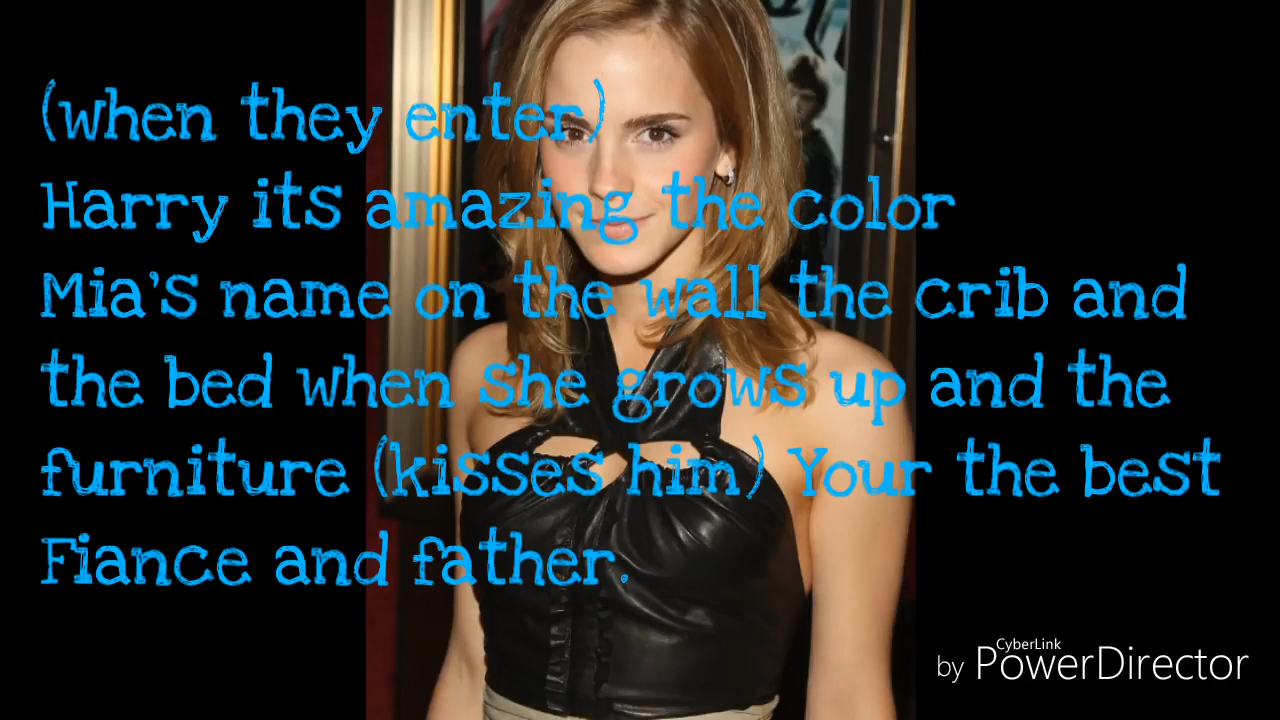 (when they enter)
Harry its amazing the color
Mia's name on the wall the crib and
the bed when she grows up and the
furniture (kisses him) Your the best
Fiance and father.
CyberLink
by PowerDirector